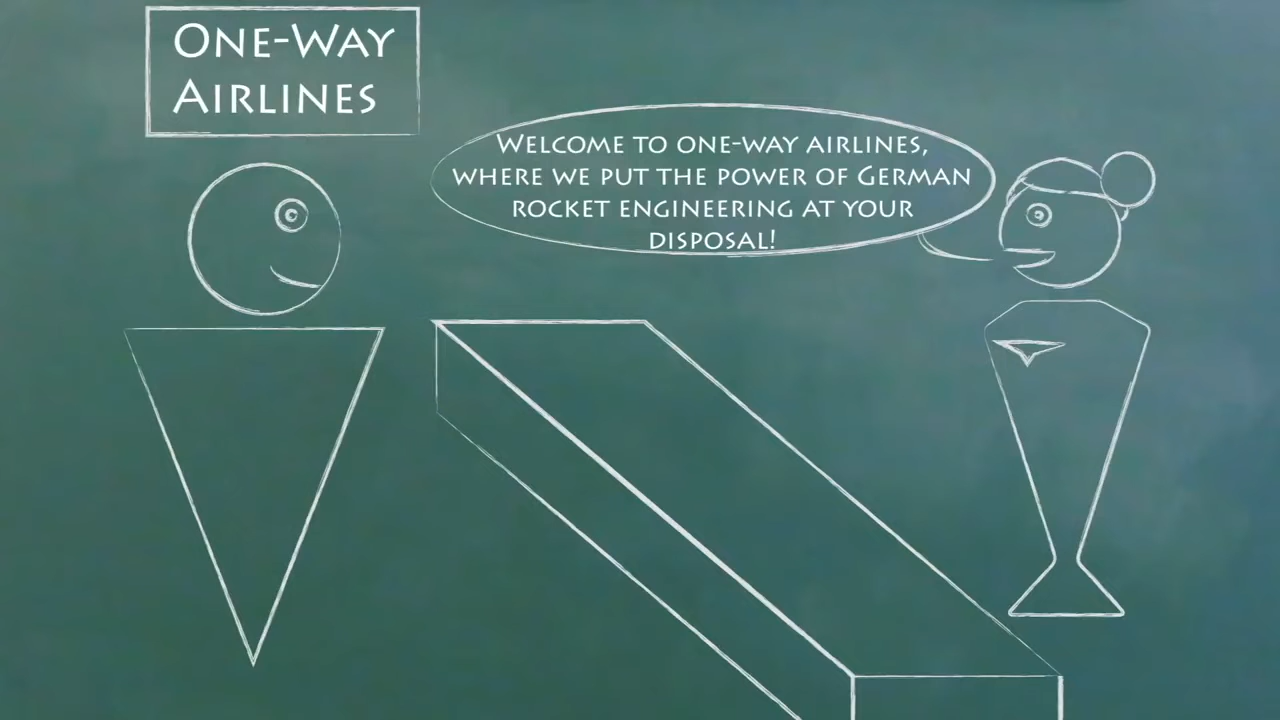 One-Way
Airlines
Welcome to one-way airlines,
where we put the power of German
rocket engineering at your
disposal!